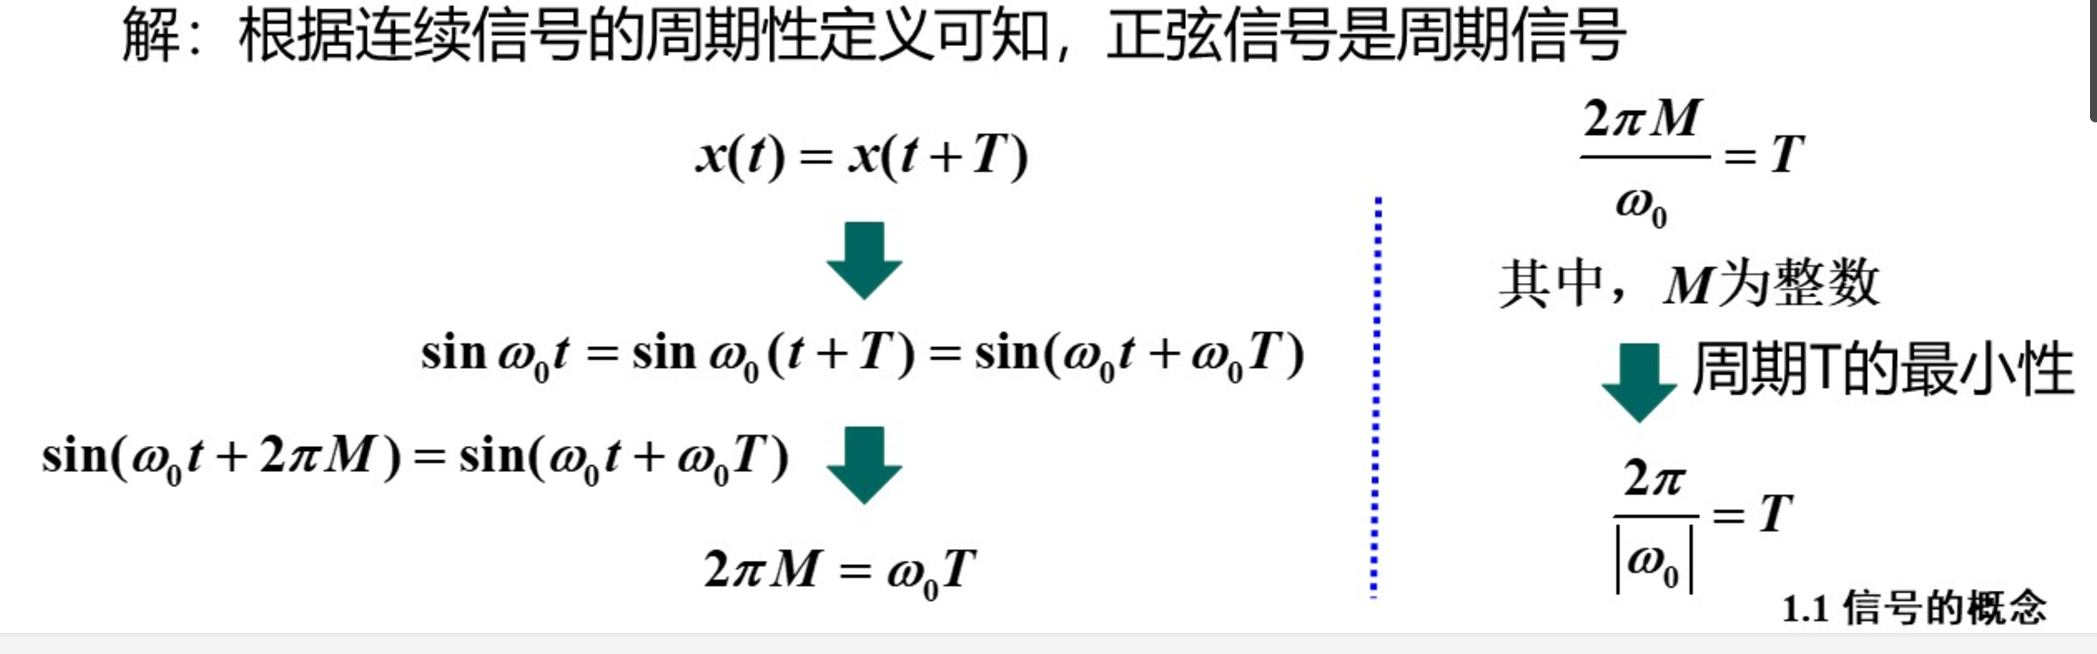 解：根据连续信号的周期性定义可知，正弦信号是周期信号
x(t) = x(t + T)
sin ω₀t = sin ω₀(t + T) = sin(ω₀t + ω₀T)
sin(ω₀t + 2πM) = sin(ω₀t + ω₀T)
2πM = ω₀T
2πM / ω₀ = T
其中，M为整数
周期T的最小性
2π / |ω₀| = T
1.1 信号的概念